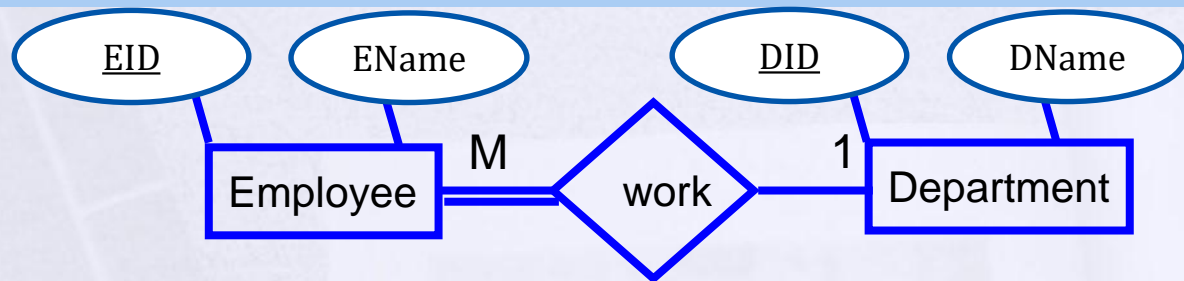 EID EName DID DName
M 1
Employee work Department